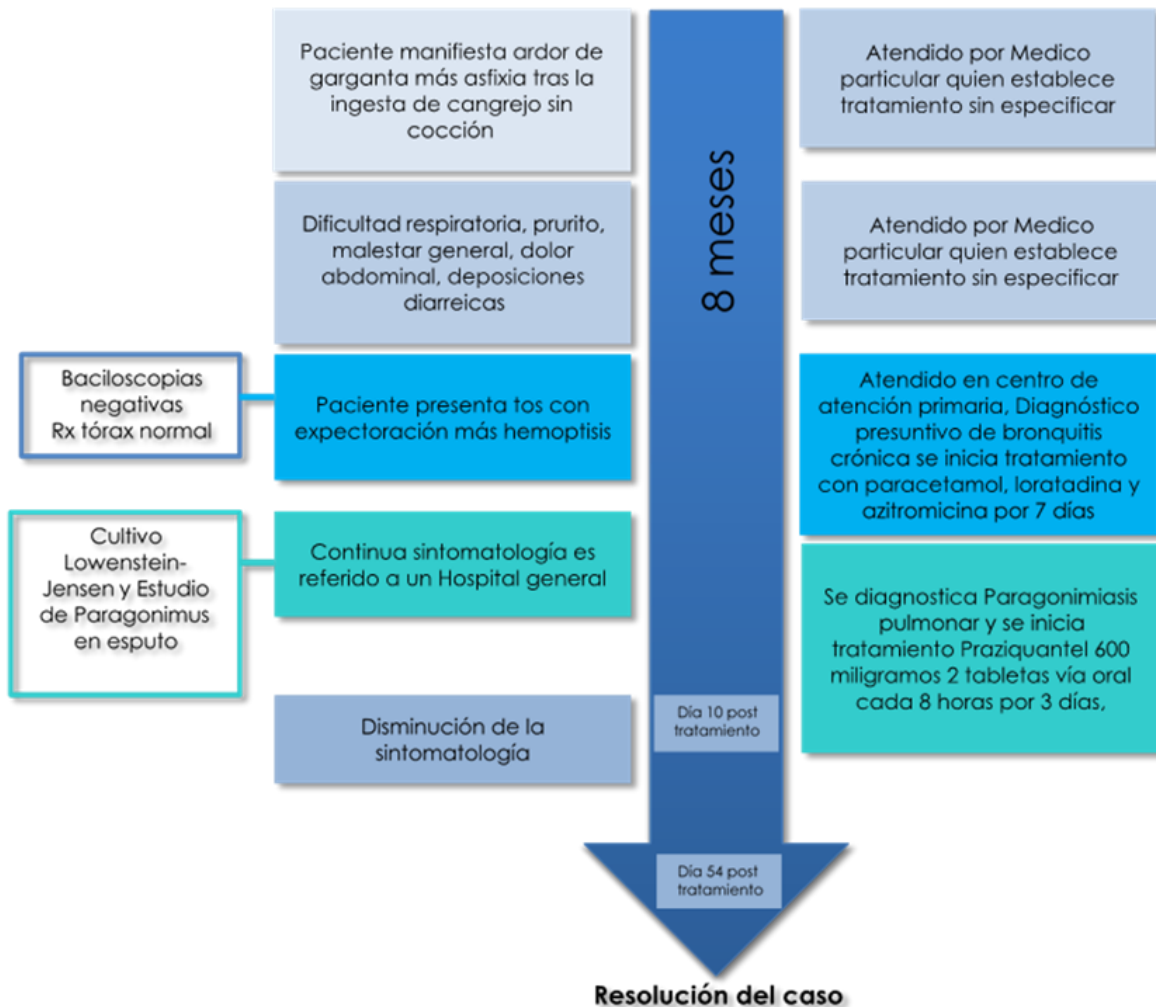 Paciente manifiesta ardor de
garganta más asfixia tras la
ingesta de cangrejo sin
cocción
Atendido por Medico
particular quien establece
tratamiento sin especificar
8 meses
Dificultad respiratoria, prurito,
malestar general, dolor
abdominal, deposiciones
diarreicas
Atendido por Medico
particular quien establece
tratamiento sin especificar
Baciloscopias
negativas
Rx tórax normal
Paciente presenta tos con
expectoración más hemoptisis
Atendido en centro de
atención primaria, Diagnóstico
presuntivo de bronquitis
crónica se inicia tratamiento
con paracetamol, loratadina y
azitromicina por 7 días
Cultivo
Lowenstein-
Jensen y Estudio
de Paragonimus
en esputo
Continua sintomatología es
referido a un Hospital general
Se diagnostica Paragonimiasis
pulmonar y se inicia
tratamiento Praziquantel 600
miligramos 2 tabletas vía oral
cada 8 horas por 3 días,
Disminución de la
sintomatología
Día 10 post
tratamiento
Día 54 post
tratamiento
Resolución del caso